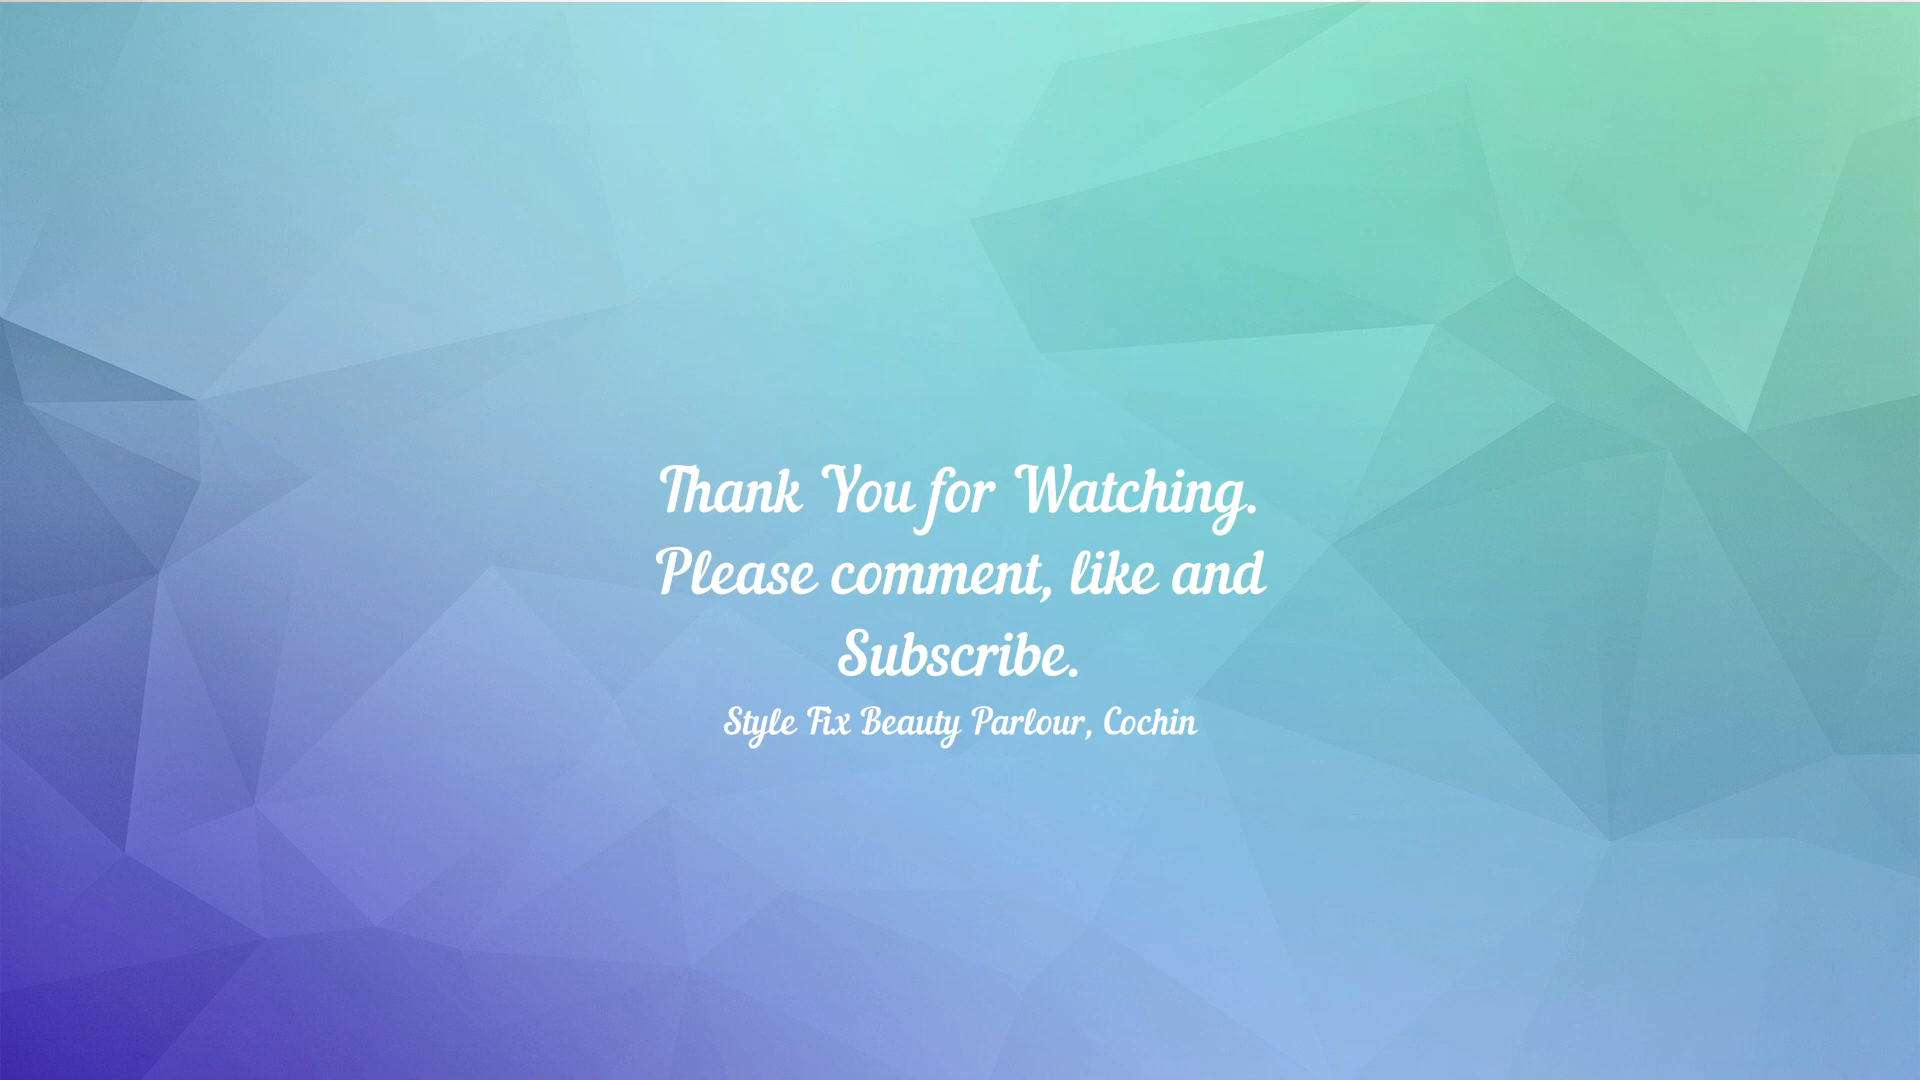 Thank You for Watching.
Please comment, like and
Subscribe.
Style Fix Beauty Parlour, Cochin